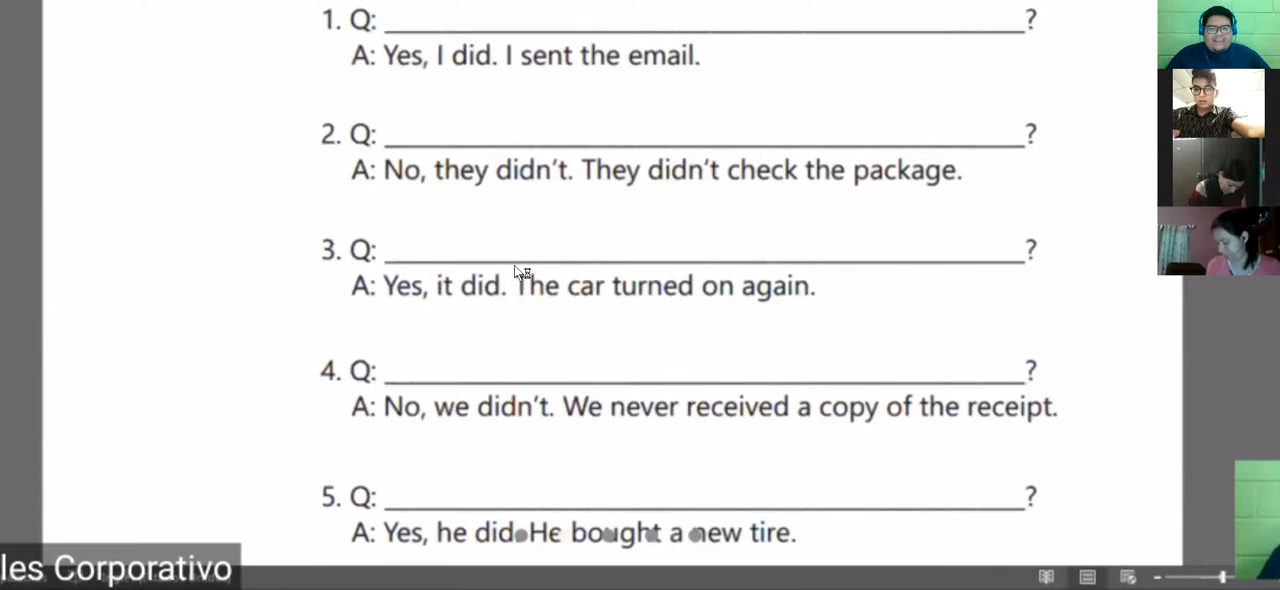 1. Q: ?
A: Yes, I did. I sent the email.
2. Q: ?
A: No, they didn't. They didn't check the package.
3. Q: ?
A: Yes, it did. The car turned on again.
4. Q: ?
A: No, we didn't. We never received a copy of the receipt.
5. Q: ?
A: Yes, he did. He bought a new tire.
les Corporativo